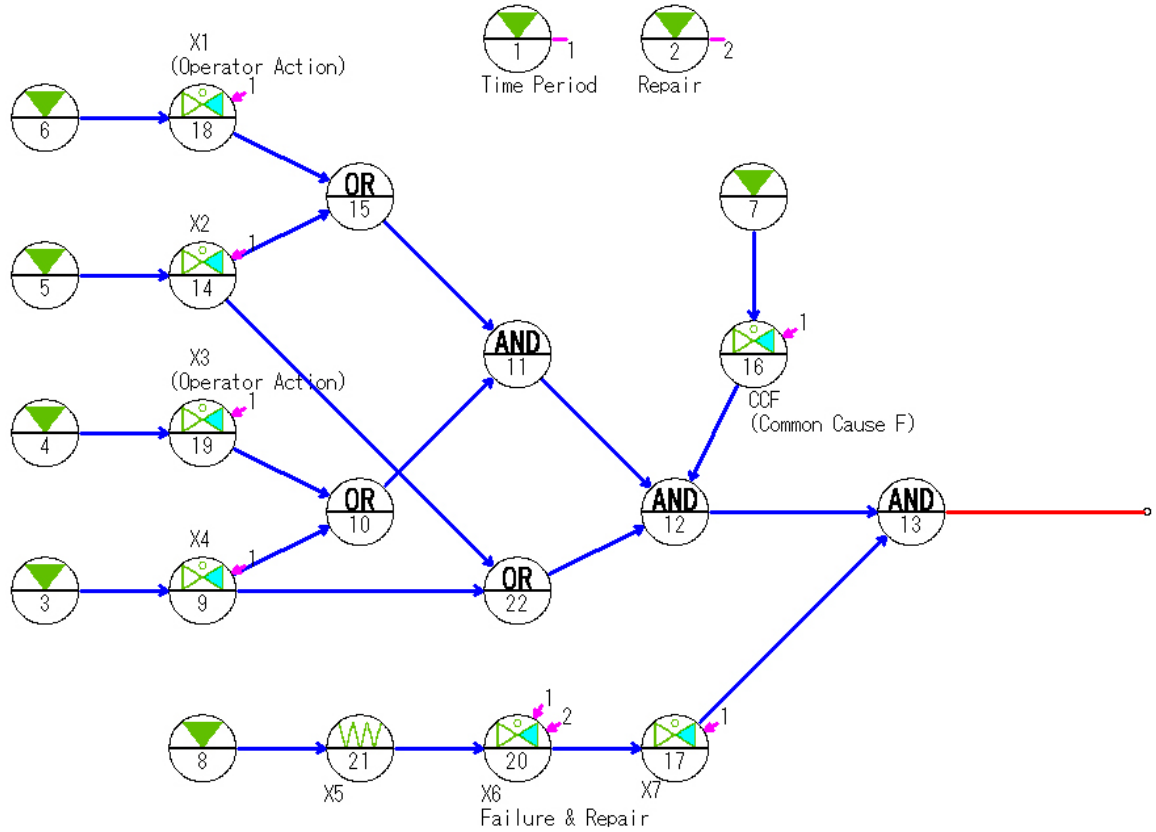 X1
(Operator Action)
1
1
Time Period
1
2
Repair
2
6
18
OR
15
7
X2
1
5
14
AND
11
1
16
CCF
(Common Cause F)
X3
(Operator Action)
1
4
19
OR
10
AND
12
AND
13
X4
1
3
9
OR
22
1
2
1
8
21
20
17
X5
X6
X7
Failure & Repair